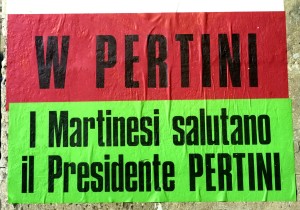 W PERTINI
I Martinesi salutano
il Presidente PERTINI